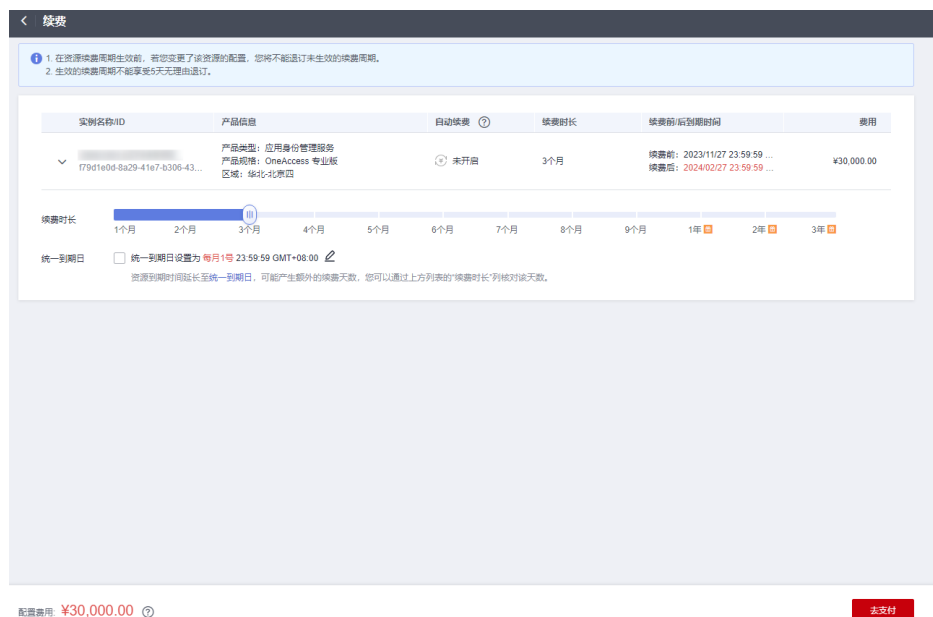 续费
1. 在资源续费周期生效前，若您变更了该资源的配置，您将不能退订未生效的续费周期。
2. 生效的续费周期不能享受5天无理由退订。
实例名称/ID 产品信息 自动续费 续费时长 续费前/后到期时间 费用
产品类型：应用身份管理服务
f79d1e0d-8a29-41e7-b306-43... 产品规格：OneAccess 专业版 未开启 3个月 续费前：2023/11/27 23:59:59 ... ¥30,000.00
区域：华北-北京四 续费后：2024/02/27 23:59:59 ...
续费时长
1个月 2个月 3个月 4个月 5个月 6个月 7个月 8个月 9个月 1年 2年 3年
统一到期日 统一到期日设置为 每月1号 23:59:59 GMT+08:00
资源到期时间延长至统一到期日，可能产生额外的续费天数，您可以通过上方列表的“续费时长”列核对该天数。
配置费用: ¥30,000.00 去支付